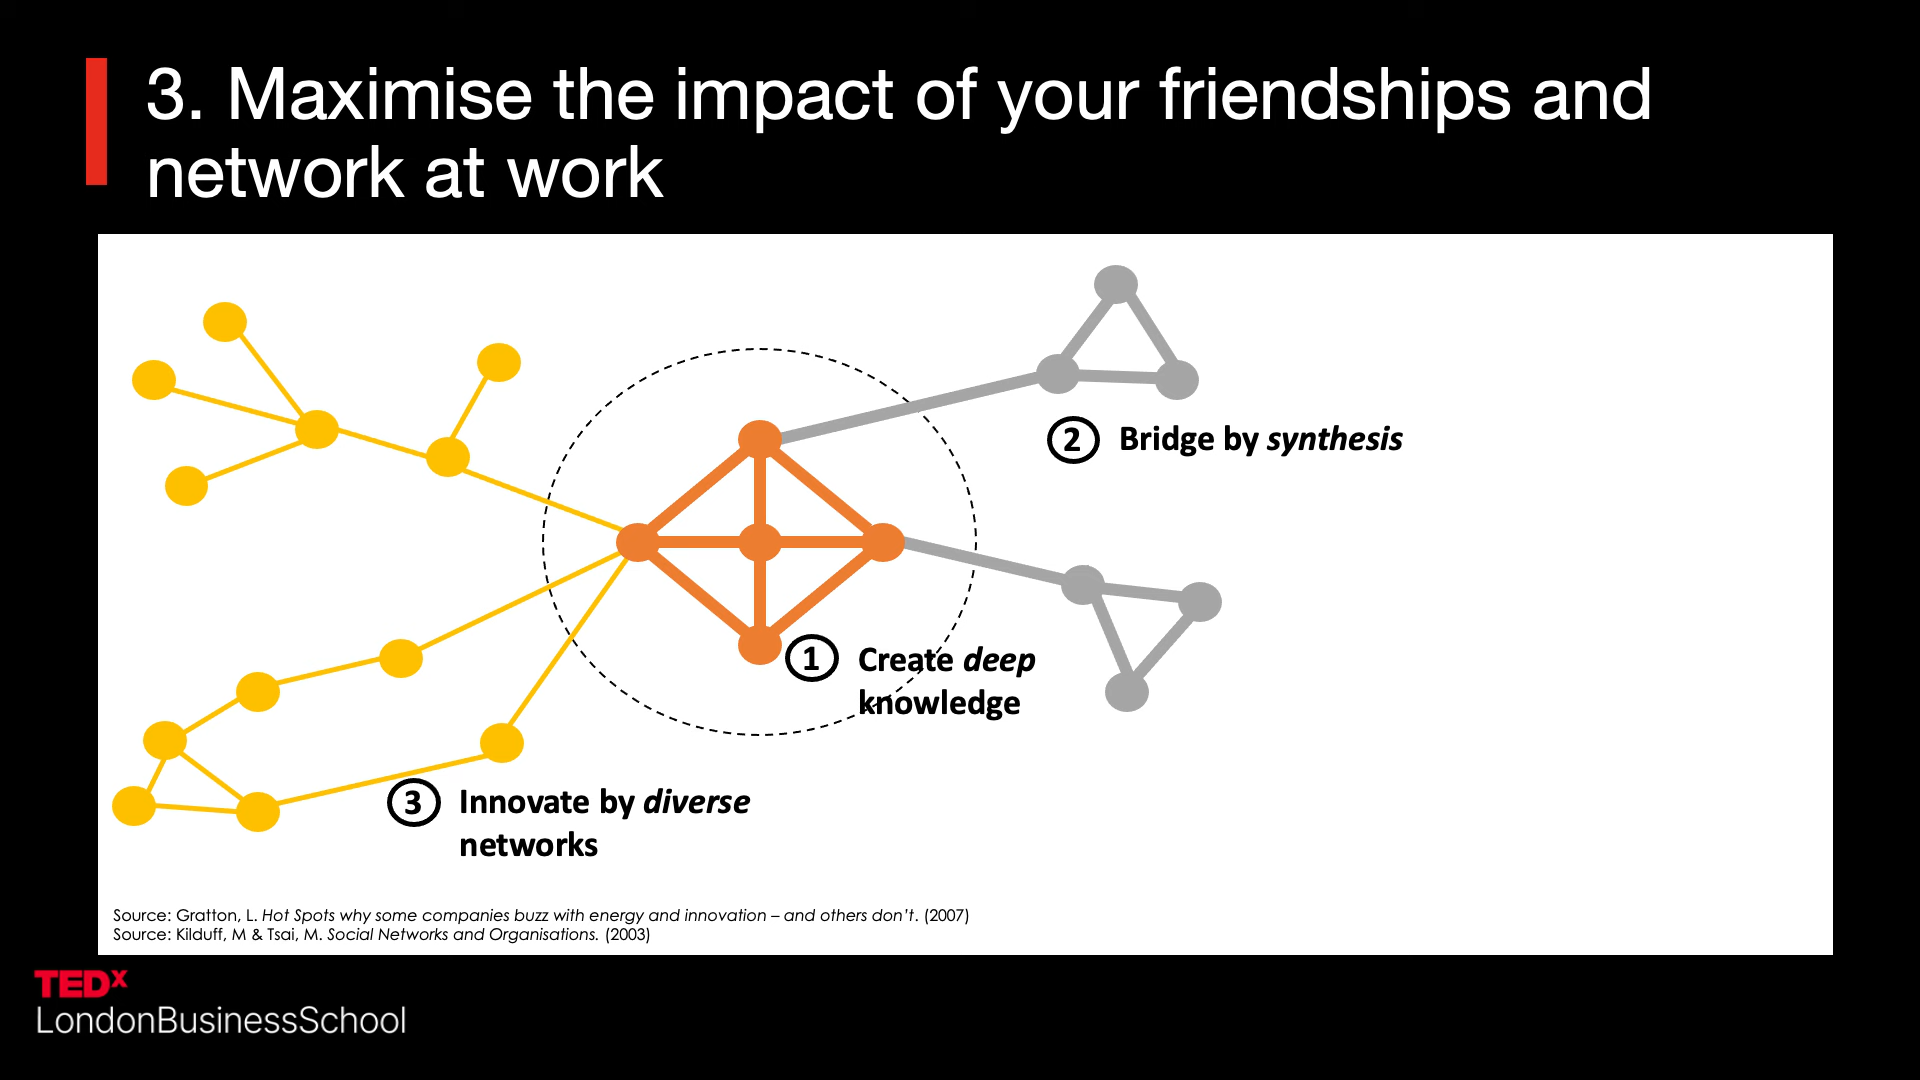 3. Maximise the impact of your friendships and
network at work
2 Bridge by synthesis
1 Create deep
knowledge
3 Innovate by diverse
networks
Source: Gratton, L. Hot Spots why some companies buzz with energy and innovation – and others don’t. (2007)
Source: Kilduff, M & Tsai, M. Social Networks and Organisations. (2003)
TEDx
LondonBusinessSchool